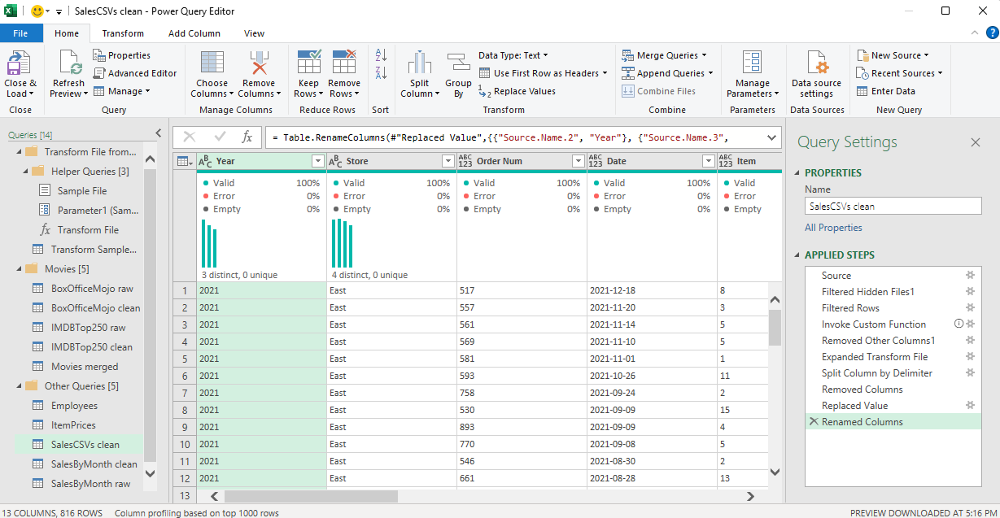 SalesCSVs clean - Power Query Editor
File Home Transform Add Column View
Close & Load
Refresh Preview
Properties
Advanced Editor
Manage
Choose Columns
Remove Columns
Keep Rows
Remove Rows
Split Column
Group By
Data Type: Text
Use First Row as Headers
Replace Values
Merge Queries
Append Queries
Combine Files
Manage Parameters
Data source settings
New Source
Recent Sources
Enter Data
Close Query Manage Columns Reduce Rows Sort Transform Combine Parameters Data Sources New Query
Queries [14]
Transform File from...
Helper Queries [3]
Sample File
Parameter1 (Sam...
Transform File
Transform Sample...
Movies [5]
BoxOfficeMojo raw
BoxOfficeMojo clean
IMDBTop250 raw
IMDBTop250 clean
Movies merged
Other Queries [5]
Employees
ItemPrices
SalesCSVs clean
SalesByMonth clean
SalesByMonth raw
fx = Table.RenameColumns(#"Replaced Value",{{"Source.Name.2", "Year"}, {"Source.Name.3",
ABC Year ABC Store ABC 123 Order Num ABC 123 Date ABC 123 Item
Valid 100% Valid 100% Valid 100% Valid 100% Valid
Error 0% Error 0% Error 0% Error 0% Error
Empty 0% Empty 0% Empty 0% Empty 0% Empty
3 distinct, 0 unique 4 distinct, 0 unique
1 2021 East 517 2021-12-18 8
2 2021 East 557 2021-11-20 3
3 2021 East 561 2021-11-14 5
4 2021 East 569 2021-11-10 5
5 2021 East 581 2021-11-01 1
6 2021 East 593 2021-10-26 11
7 2021 East 758 2021-09-24 2
8 2021 East 530 2021-09-09 15
9 2021 East 893 2021-09-09 4
10 2021 East 770 2021-09-08 5
11 2021 East 546 2021-08-30 2
12 2021 East 661 2021-08-28 13
13
Query Settings
PROPERTIES
Name
SalesCSVs clean
All Properties
APPLIED STEPS
Source
Filtered Hidden Files1
Filtered Rows
Invoke Custom Function
Removed Other Columns1
Expanded Transform File
Split Column by Delimiter
Removed Columns
Replaced Value
Renamed Columns
13 COLUMNS, 816 ROWS Column profiling based on top 1000 rows PREVIEW DOWNLOADED AT 5:16 PM